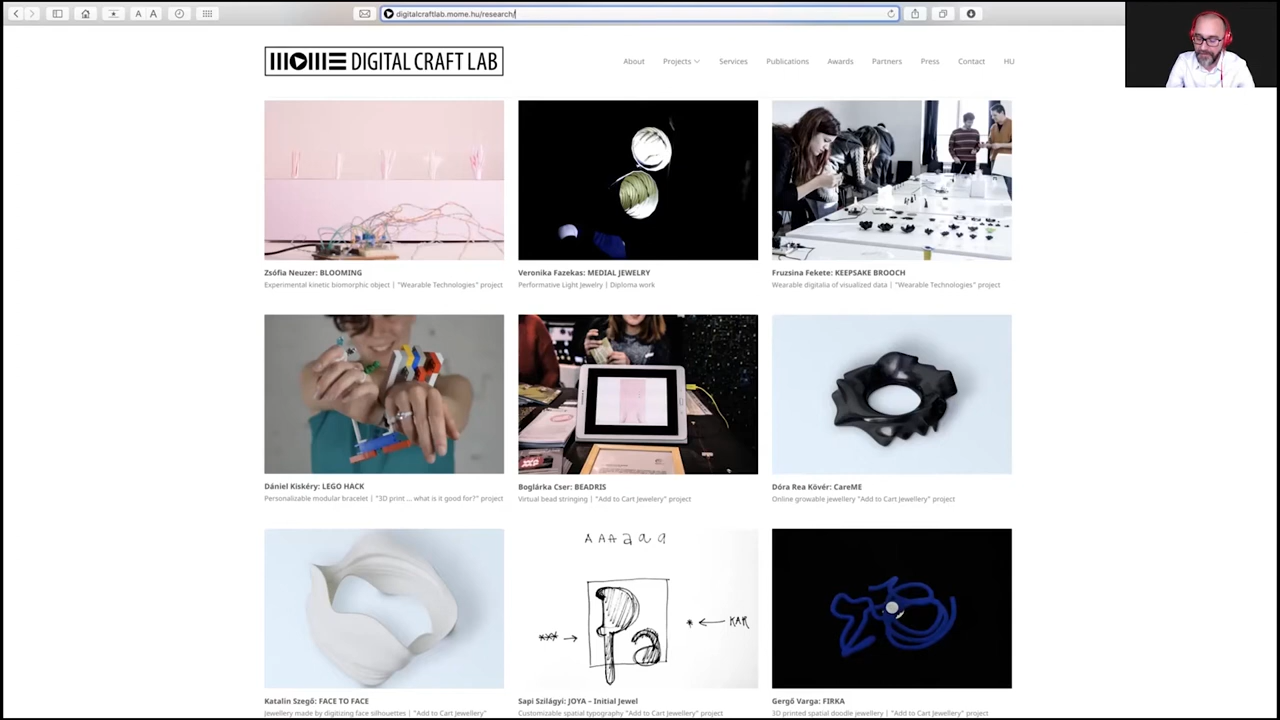 A A
digitalcraftlab.mome.hu/research/
MOME DIGITAL CRAFT LAB
About Projects Services Publications Awards Partners Press Contact HU
Zsófia Neuzer: BLOOMING
Experimental kinetic biomorphic object | "Wearable Technologies" project
Veronika Fazekas: MEDIAL JEWELRY
Performative Light Jewelry | Diploma work
Fruzsina Fekete: KEEPSAKE BROOCH
Wearable digitalia of visualized data | "Wearable Technologies" project
Dániel Kiskéry: LEGO HACK
Personalizable modular bracelet | "3D print ... what is it good for?" project
Boglárka Cser: BEADRIS
Virtual bead stringing | "Add to Cart Jewelery" project
Dóra Rea Kövér: CareME
Online growable jewellery "Add to Cart Jewellery" project
A A A a a a
Pa
KAR
Katalin Szegő: FACE TO FACE
Jewellery made by digitizing face silhouettes | "Add to Cart Jewellery"
Sapi Szilágyi: JOYA – Initial Jewel
Customizable spatial typography "Add to Cart Jewellery" project
Gergő Varga: FIRKA
3D printed spatial doodle jewellery | "Add to Cart Jewellery" project